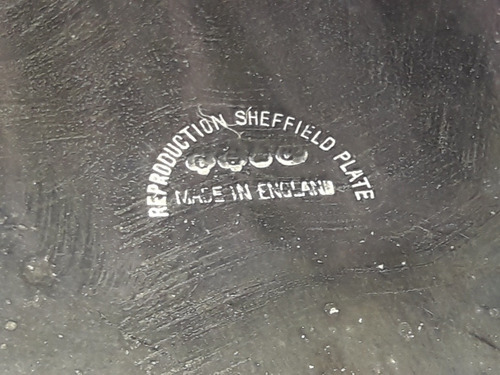 REPRODUCTION SHEFFIELD PLATE
MADE IN ENGLAND